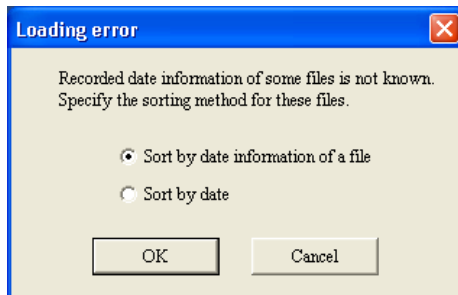 Loading error
Recorded date information of some files is not known.
Specify the sorting method for these files.
Sort by date information of a file
Sort by date
OK
Cancel